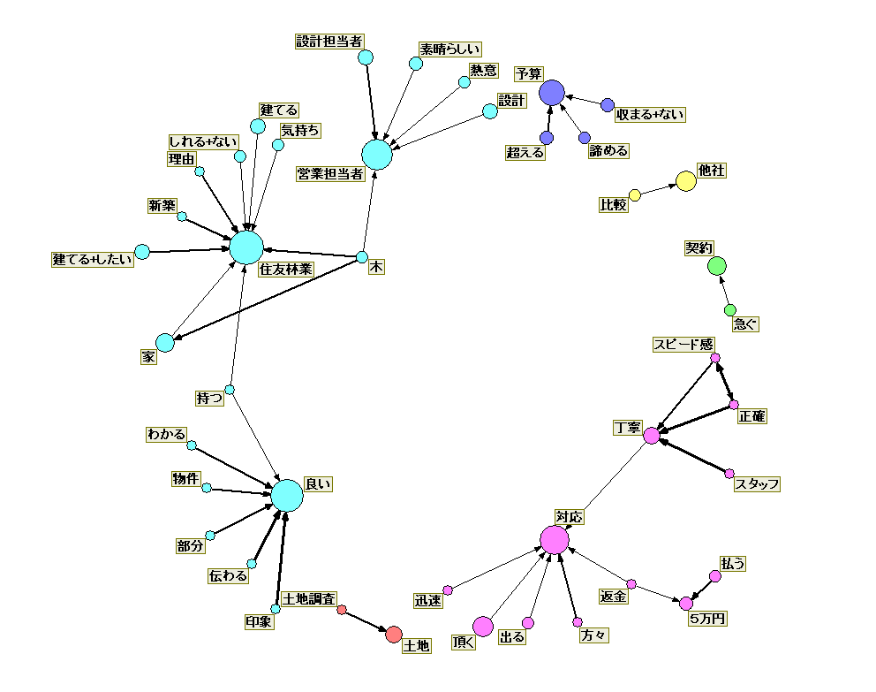 設計担当者
素晴らしい
熱意
設計
予算
収まる+ない
超える
諦める
建てる
気持ち
しれる+ない
理由
営業担当者
他社
比較
新築
建てる+したい
住友林業
木
契約
急ぐ
家
スピード感
正確
持つ
丁寧
わかる
物件
良い
スタッフ
部分
対応
伝わる
印象
土地調査
土地
迅速
頂く
出る
方々
返金
払う
5万円